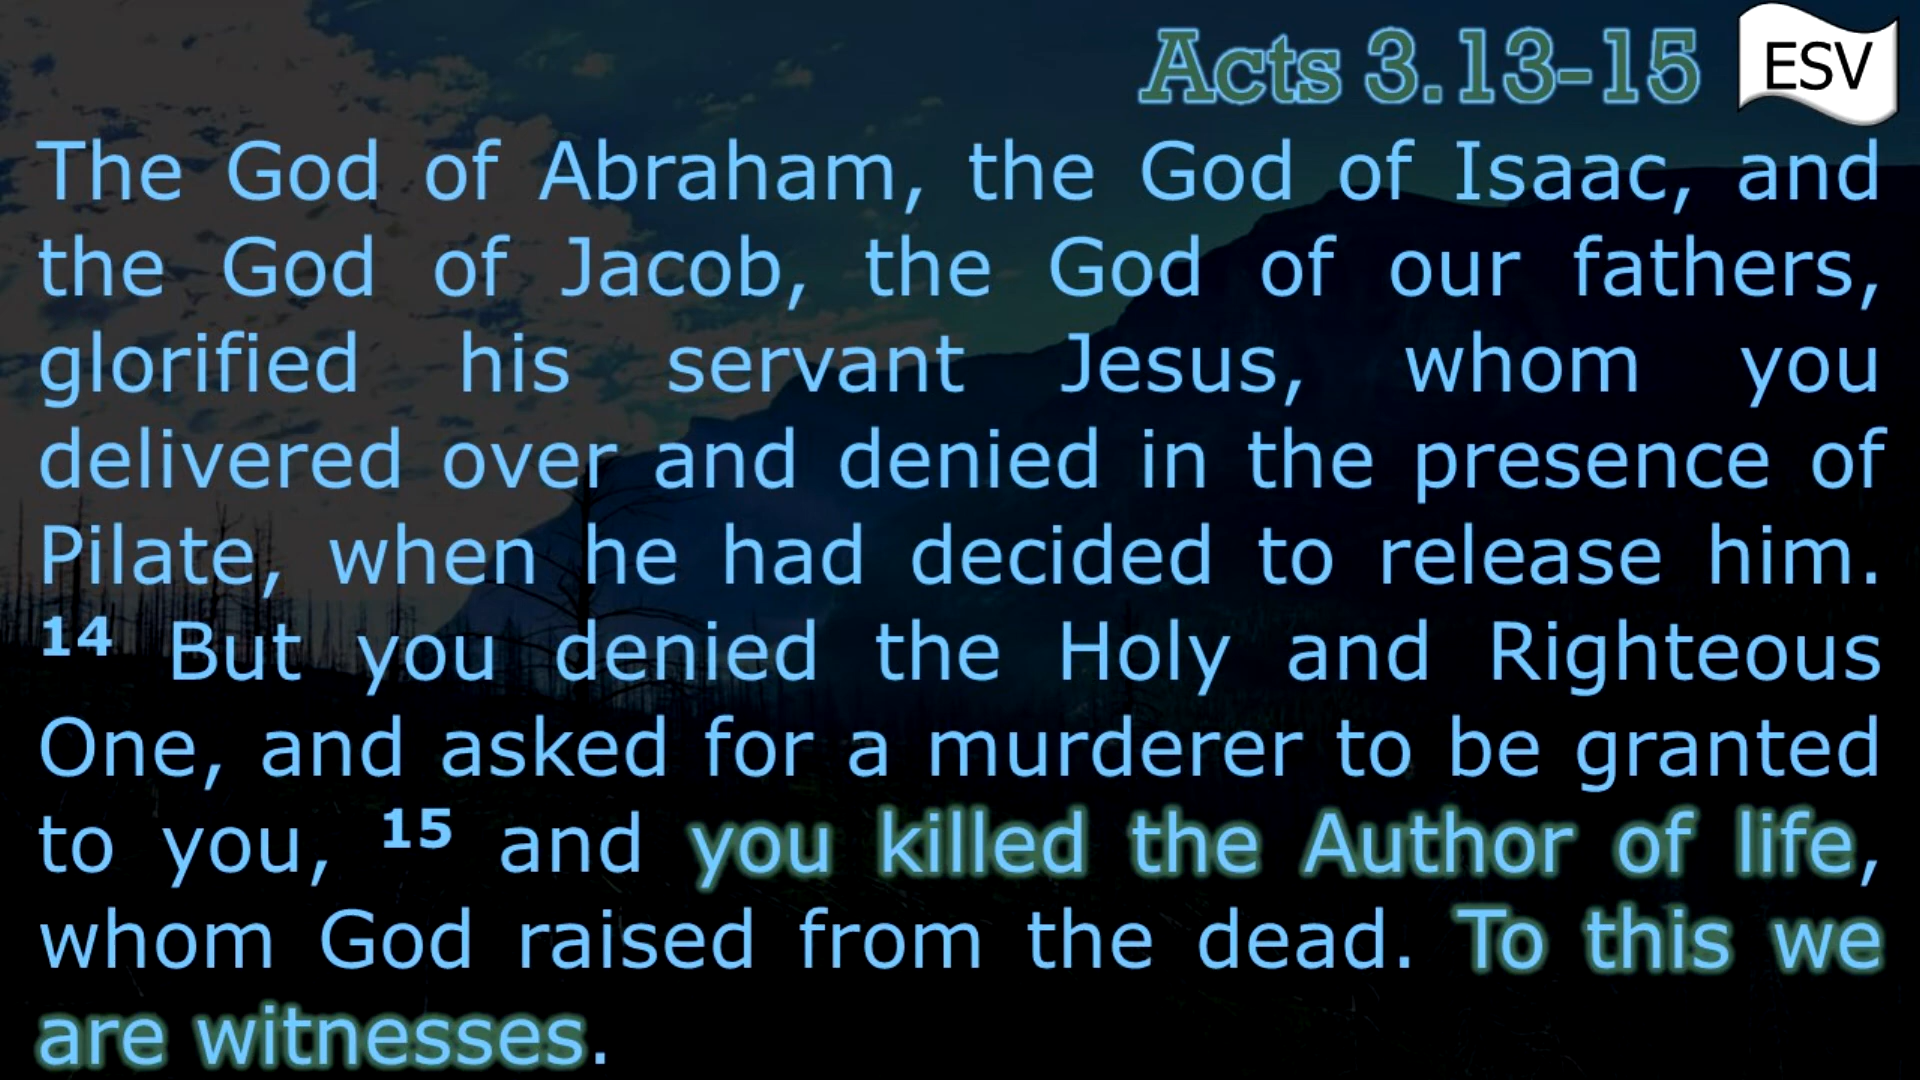 Acts 3.13-15 ESV
The God of Abraham, the God of Isaac, and
the God of Jacob, the God of our fathers,
glorified his servant Jesus, whom you
delivered over and denied in the presence of
Pilate, when he had decided to release him.
14 But you denied the Holy and Righteous
One, and asked for a murderer to be granted
to you, 15 and you killed the Author of life,
whom God raised from the dead. To this we
are witnesses.